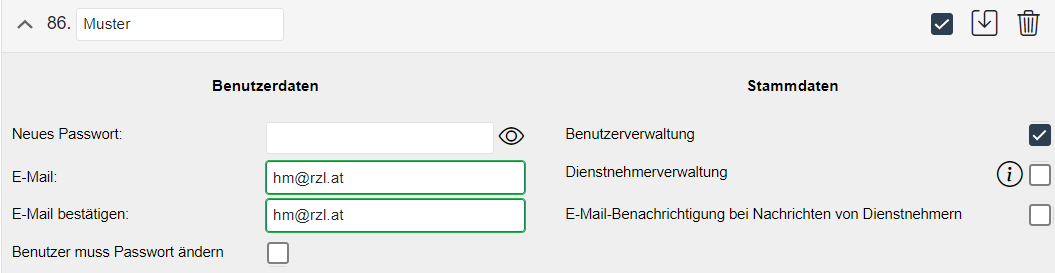 86. Muster
Benutzerdaten
Neues Passwort:
E-Mail: hm@rzl.at
E-Mail bestätigen: hm@rzl.at
Benutzer muss Passwort ändern
Stammdaten
Benutzerverwaltung
Dienstnehmerverwaltung i
E-Mail-Benachrichtigung bei Nachrichten von Dienstnehmern